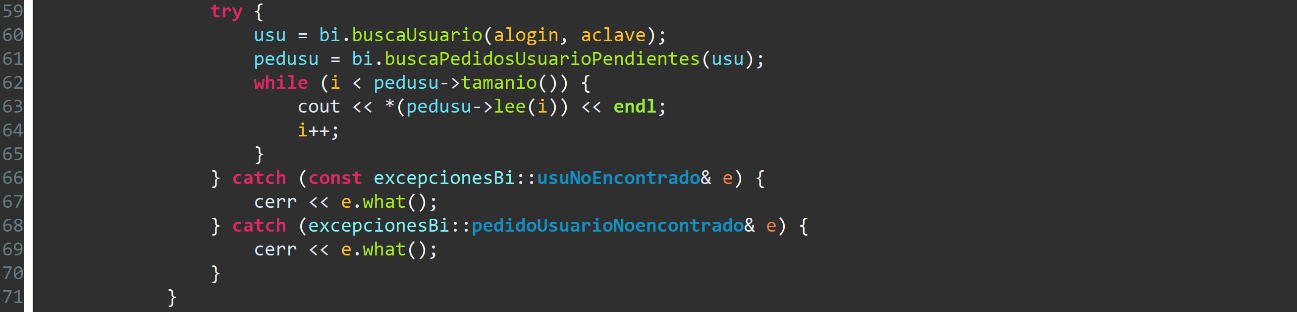 59 try {
60 usu = bi.buscaUsuario(alogin, aclave);
61 pedusu = bi.buscaPedidosUsuarioPendientes(usu);
62 while (i < pedusu->tamanio()) {
63 cout << *(pedusu->lee(i)) << endl;
64 i++;
65 }
66 } catch (const excepcionesBi::usuNoEncontrado& e) {
67 cerr << e.what();
68 } catch (excepcionesBi::pedidoUsuarioNoencontrado& e) {
69 cerr << e.what();
70 }
71 }